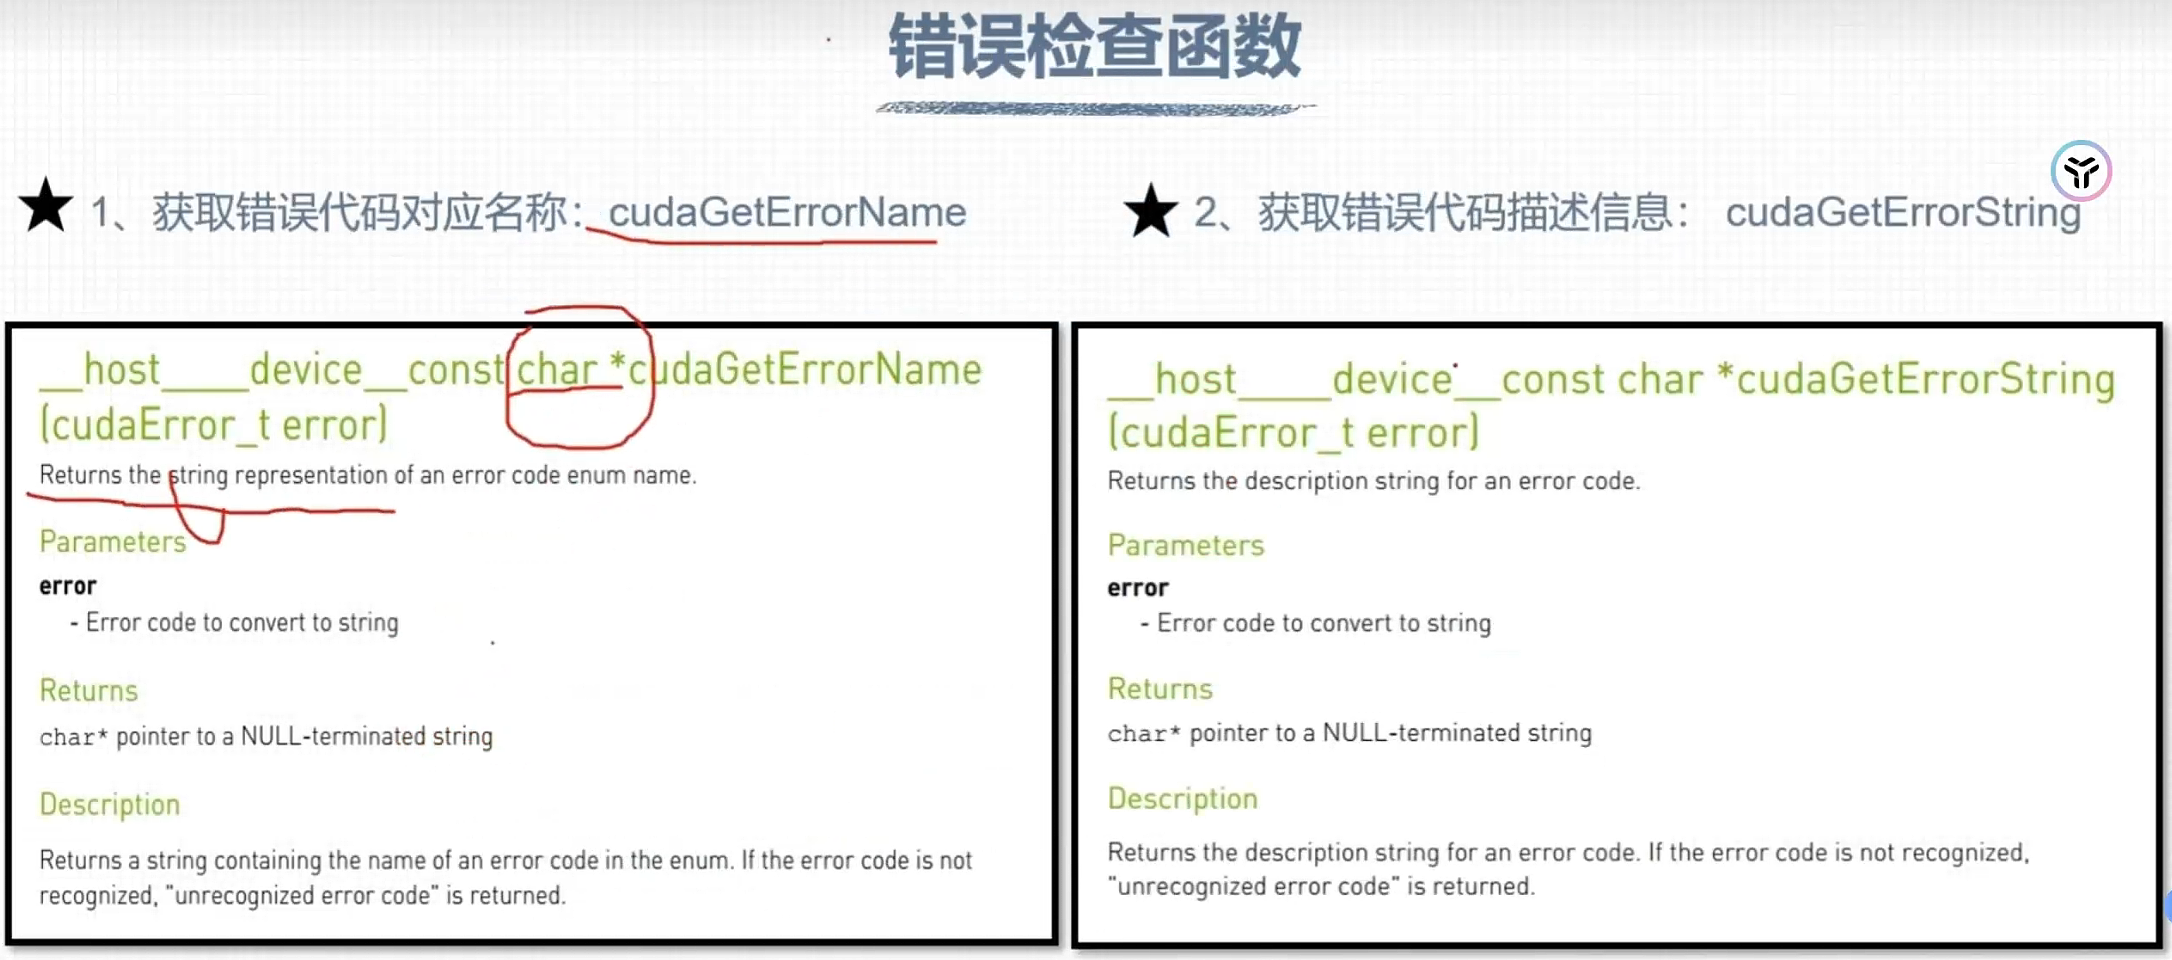 错误检查函数
★ 1、获取错误代码对应名称：cudaGetErrorName
★ 2、获取错误代码描述信息： cudaGetErrorString
__host____device__const char *cudaGetErrorName
(cudaError_t error)
Returns the string representation of an error code enum name.
Parameters
error
- Error code to convert to string
Returns
char* pointer to a NULL-terminated string
Description
Returns a string containing the name of an error code in the enum. If the error code is not
recognized, "unrecognized error code" is returned.
__host____device__const char *cudaGetErrorString
(cudaError_t error)
Returns the description string for an error code.
Parameters
error
- Error code to convert to string
Returns
char* pointer to a NULL-terminated string
Description
Returns the description string for an error code. If the error code is not recognized,
"unrecognized error code" is returned.